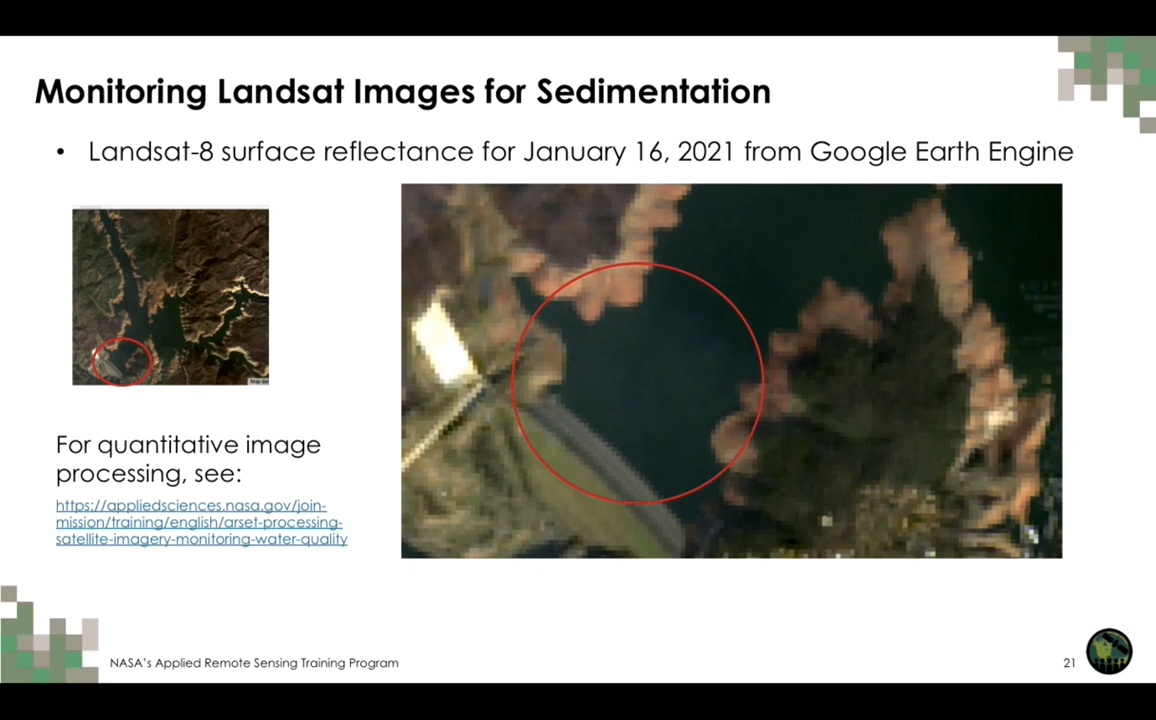 Monitoring Landsat Images for Sedimentation
• Landsat-8 surface reflectance for January 16, 2021 from Google Earth Engine
For quantitative image
processing, see:
https://appliedsciences.nasa.gov/join-
mission/training/english/arset-processing-
satellite-imagery-monitoring-water-quality
NASA's Applied Remote Sensing Training Program
21